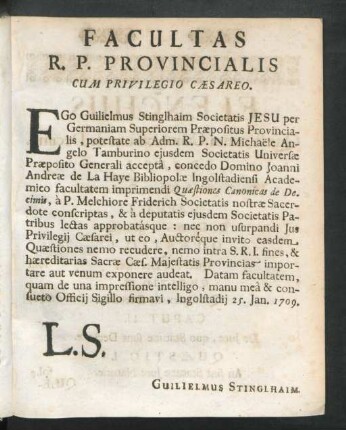 FACULTAS
R. P. PROVINCIALIS
CUM PRIVILEGIO CÆSAREO.
EGo Guilielmus Stinglhaim Societatis JESU per
Germaniam Superiorem Præpositus Provincia-
lis, potestate ab Adm. R. P. N. Michaële An-
gelo Tamburino ejusdem Societatis Universæ
Præposito Generali acceptâ, concedo Domino Joanni
Andreæ de La Haye Bibliopolæ Ingolstadiensi Acade-
mico facultatem imprimendi Quæstiones Canonicas de De-
cimis, à P. Melchiore Friderich Societatis nostræ Sacer-
dote conscriptas, & à deputatis ejusdem Societatis Pa-
tribus lectas approbatásque: nec non usurpandi Jus
Privilegij Cæsarei, ut eo, Auctoréque invito easdem
Quæstiones nemo recudere, nemo intra S. R. I. fines, &
hæreditarias Sacræ Cæs. Majestatis Provincias impor-
tare aut venum exponere audeat. Datam facultatem,
quam de una impressione intelligo, manu meâ & con-
sueto Officij Sigillo firmavi, Ingolstadij 25. Jan. 1709.
L.S.
GUILIELMUS STINGLHAIM.